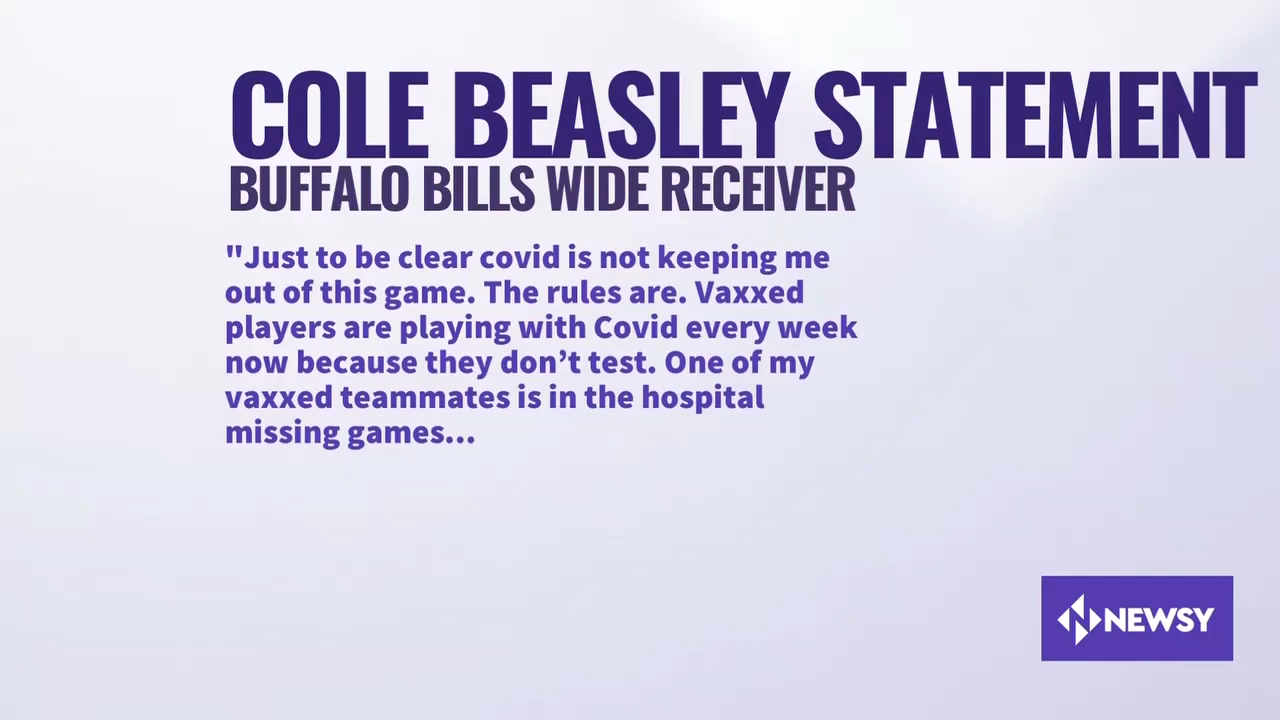 COLE BEASLEY STATEMENT
BUFFALO BILLS WIDE RECEIVER
"Just to be clear covid is not keeping me
out of this game. The rules are. Vaxxed
players are playing with Covid every week
now because they don’t test. One of my
vaxxed teammates is in the hospital
missing games...
NEWSY